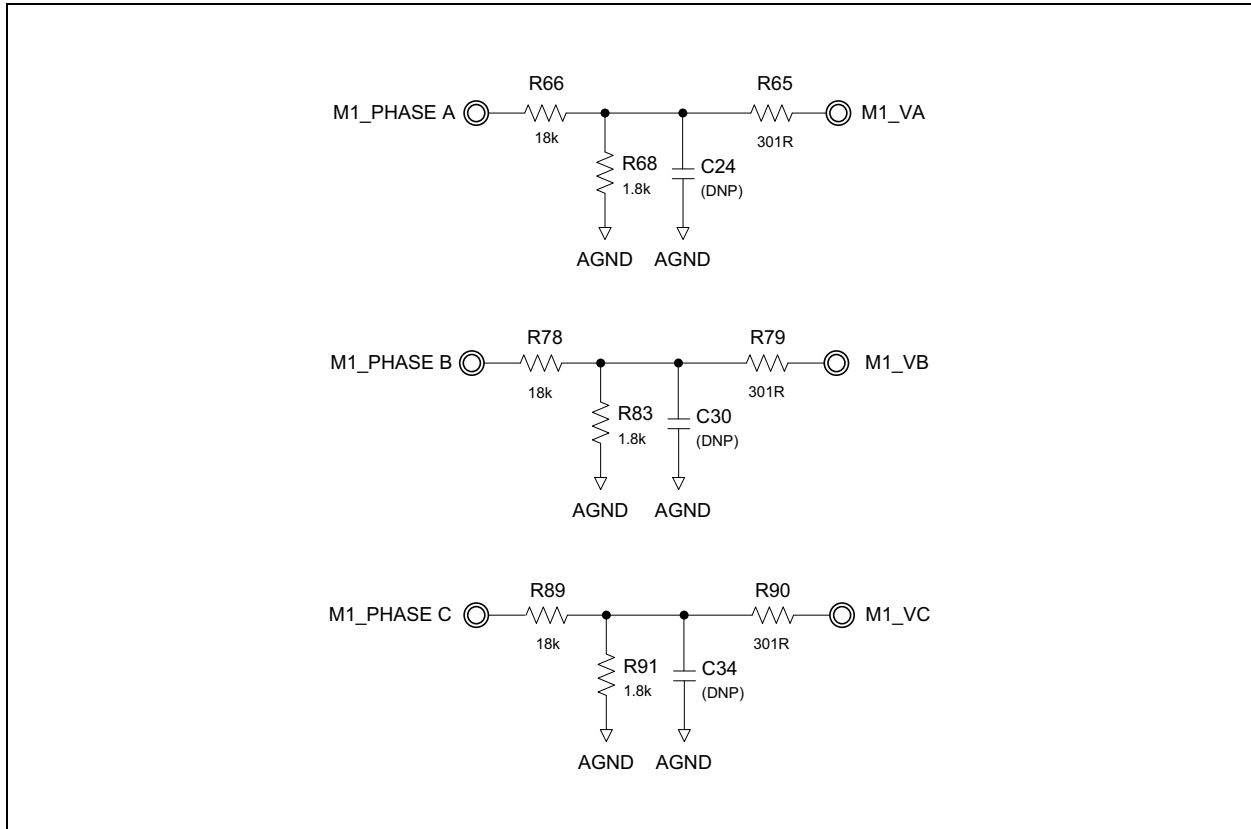 R66
R65
M1_PHASE A
M1_VA
18k
301R
R68
1.8k
C24
(DNP)
AGND
AGND
R78
R79
M1_PHASE B
M1_VB
18k
301R
R83
1.8k
C30
(DNP)
AGND
AGND
R89
R90
M1_PHASE C
M1_VC
18k
301R
R91
1.8k
C34
(DNP)
AGND
AGND